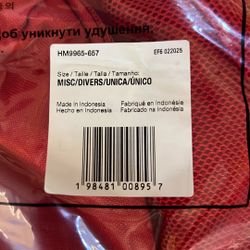 об уникнути удушення.
HM9965-657
EF6 022025
Size / Taille / Talla / Tamanho:
MISC/DIVERS/UNICA/ÚNICO
Made in Indonesia
Fabriqué en Indonésie
Hecho en Indonesia
Fabricado na Indonésia
1 98481 00895 7